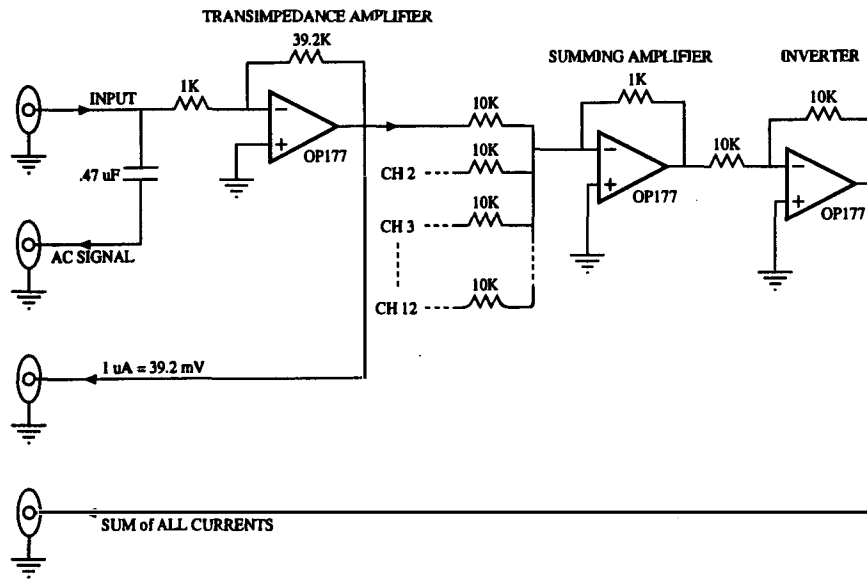 TRANSIMPEDANCE AMPLIFIER
39.2K
SUMMING AMPLIFIER
INVERTER
1K
1K
10K
INPUT
10K
−
+
OP177
10K
−
+
OP177
10K
−
+
OP177
.47 uF
CH 2
10K
CH 3
10K
AC SIGNAL
CH 12
10K
1 uA = 39.2 mV
SUM of ALL CURRENTS